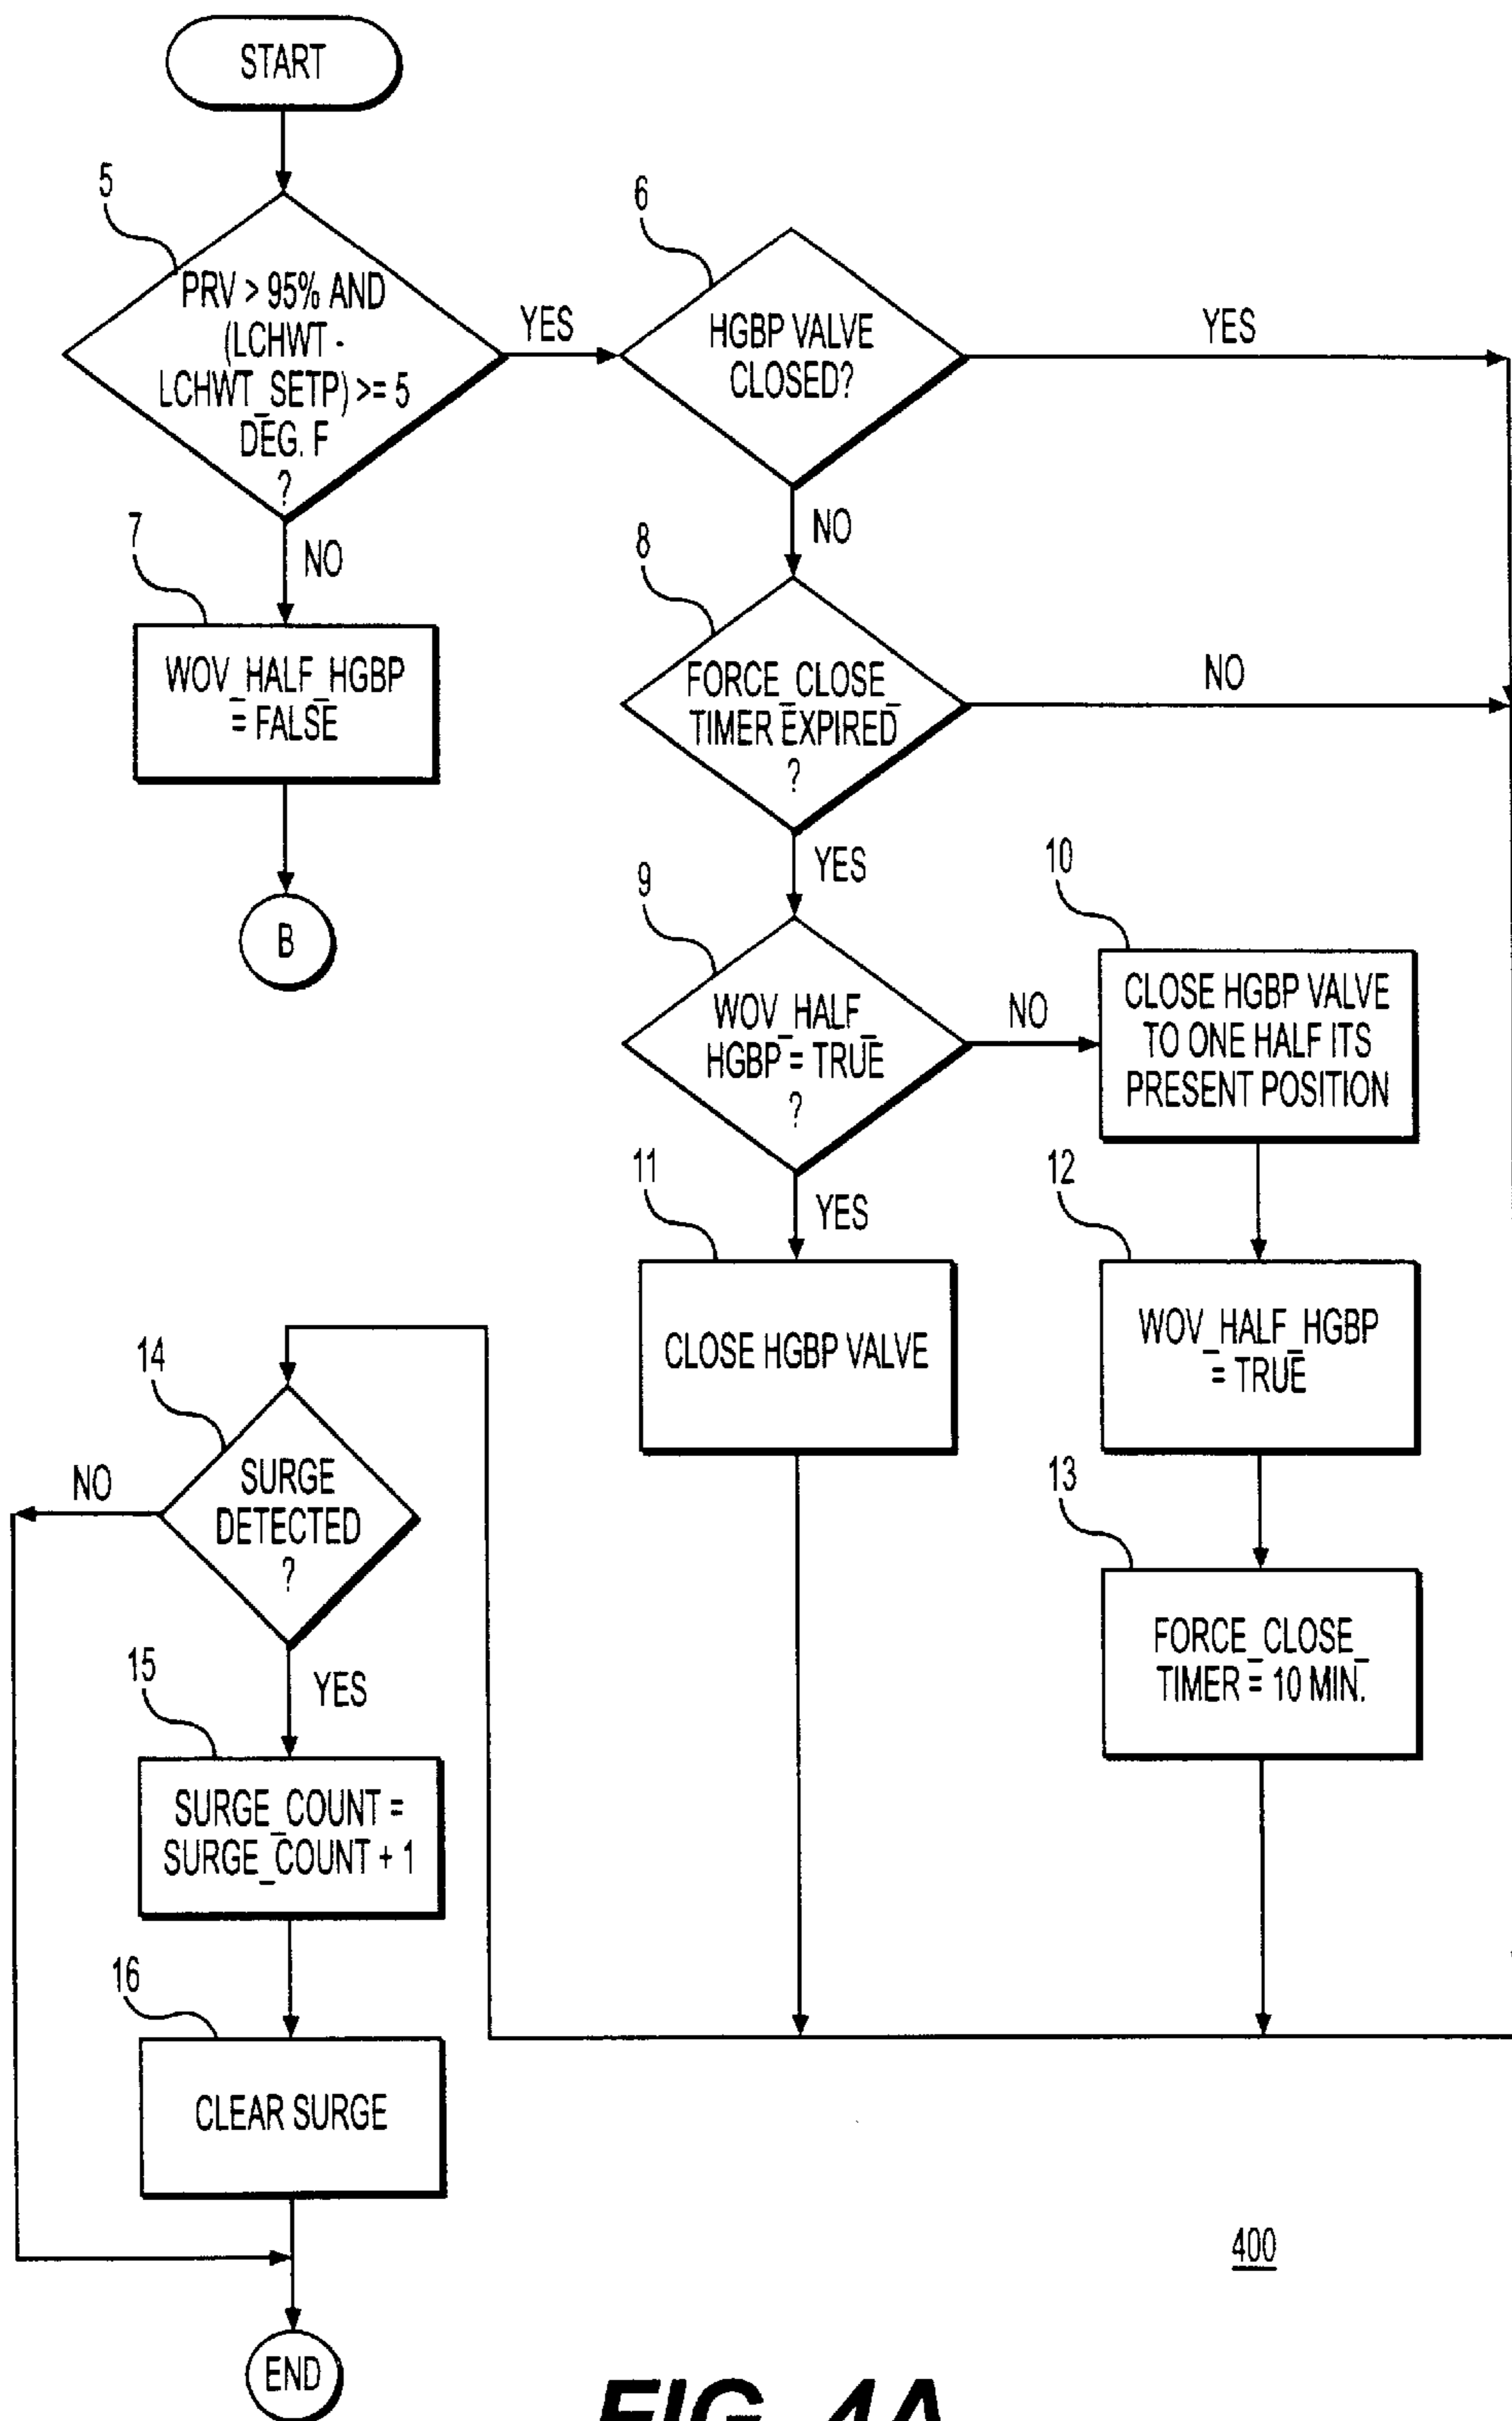 START
5
PRV > 95% AND
(LCHWT -
LCHWT_SETP) >= 5
DEG. F
?
YES
NO
6
HGBP VALVE
CLOSED?
YES
NO
7
WOV_HALF_HGBP
= FALSE
B
8
FORCE_CLOSE_
TIMER EXPIRED
?
NO
YES
9
WOV_HALF_
HGBP = TRUE
?
NO
YES
10
CLOSE HGBP VALVE
TO ONE HALF ITS
PRESENT POSITION
11
CLOSE HGBP VALVE
12
WOV_HALF_HGBP
= TRUE
13
FORCE_CLOSE_
TIMER = 10 MIN.
14
SURGE
DETECTED
?
NO
YES
15
SURGE_COUNT =
SURGE_COUNT + 1
16
CLEAR SURGE
END
400
FIG. 4A